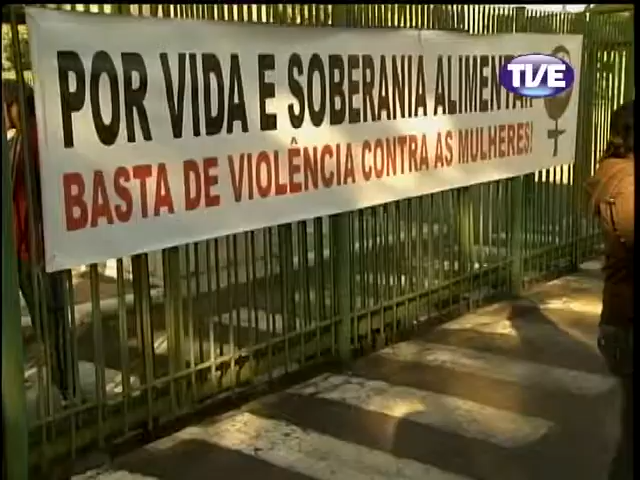 POR VIDA E SOBERANIA ALIMENTAR
TVE
BASTA DE VIOLÊNCIA CONTRA AS MULHERES!